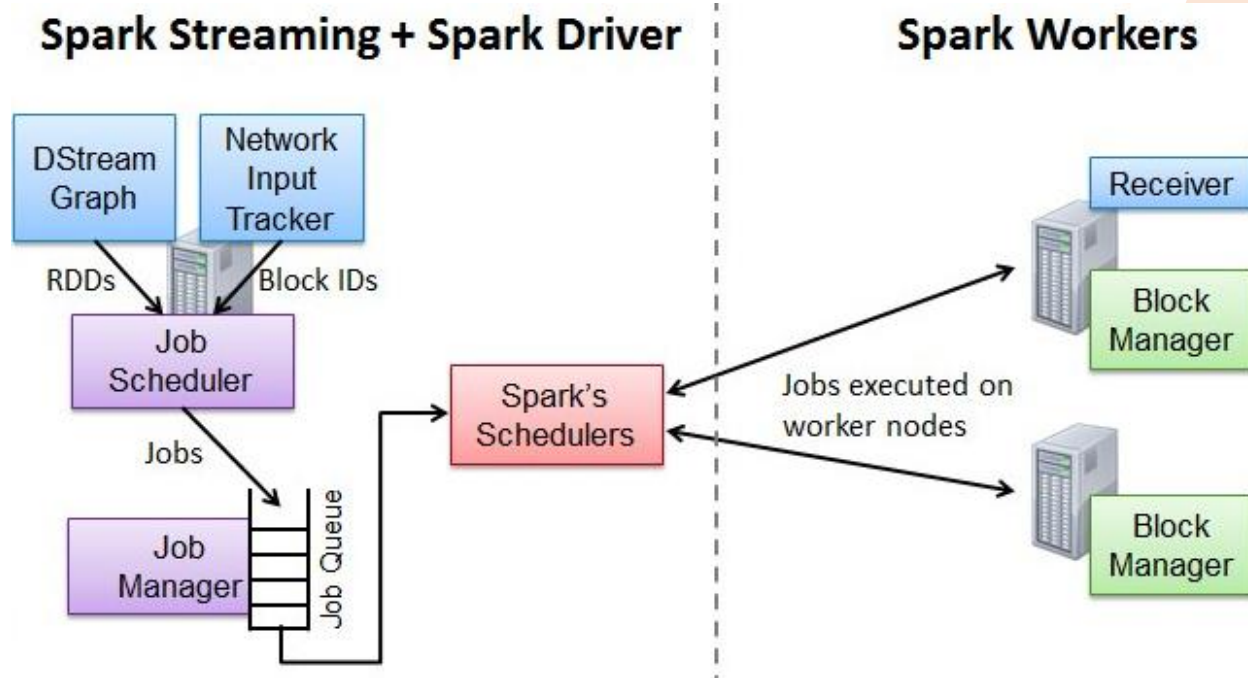 Spark Streaming + Spark Driver
Spark Workers
DStream
Graph
Network
Input
Tracker
RDDs
Block IDs
Job
Scheduler
Jobs
Job
Manager
Job Queue
Spark's
Schedulers
Jobs executed on
worker nodes
Receiver
Block
Manager
Block
Manager